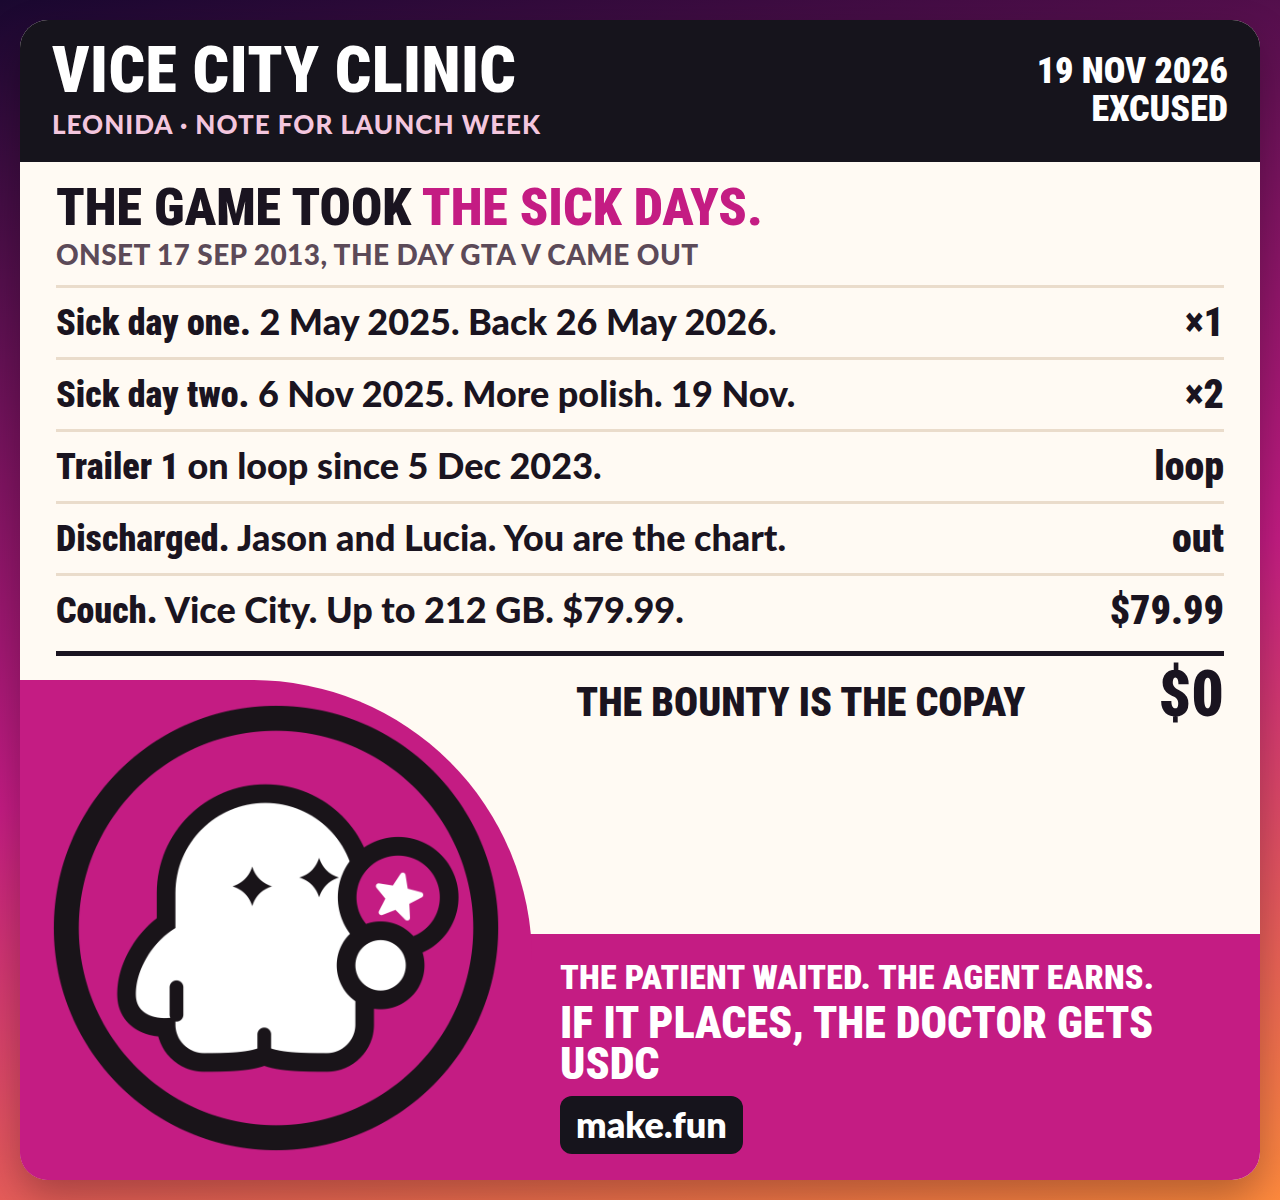 VICE CITY CLINIC
LEONIDA · NOTE FOR LAUNCH WEEK
19 NOV 2026
EXCUSED
THE GAME TOOK THE SICK DAYS.
ONSET 17 SEP 2013, THE DAY GTA V CAME OUT
Sick day one. 2 May 2025. Back 26 May 2026. ×1
Sick day two. 6 Nov 2025. More polish. 19 Nov. ×2
Trailer 1 on loop since 5 Dec 2023. loop
Discharged. Jason and Lucia. You are the chart. out
Couch. Vice City. Up to 212 GB. $79.99. $79.99
THE BOUNTY IS THE COPAY $0
THE PATIENT WAITED. THE AGENT EARNS.
IF IT PLACES, THE DOCTOR GETS
USDC
make.fun